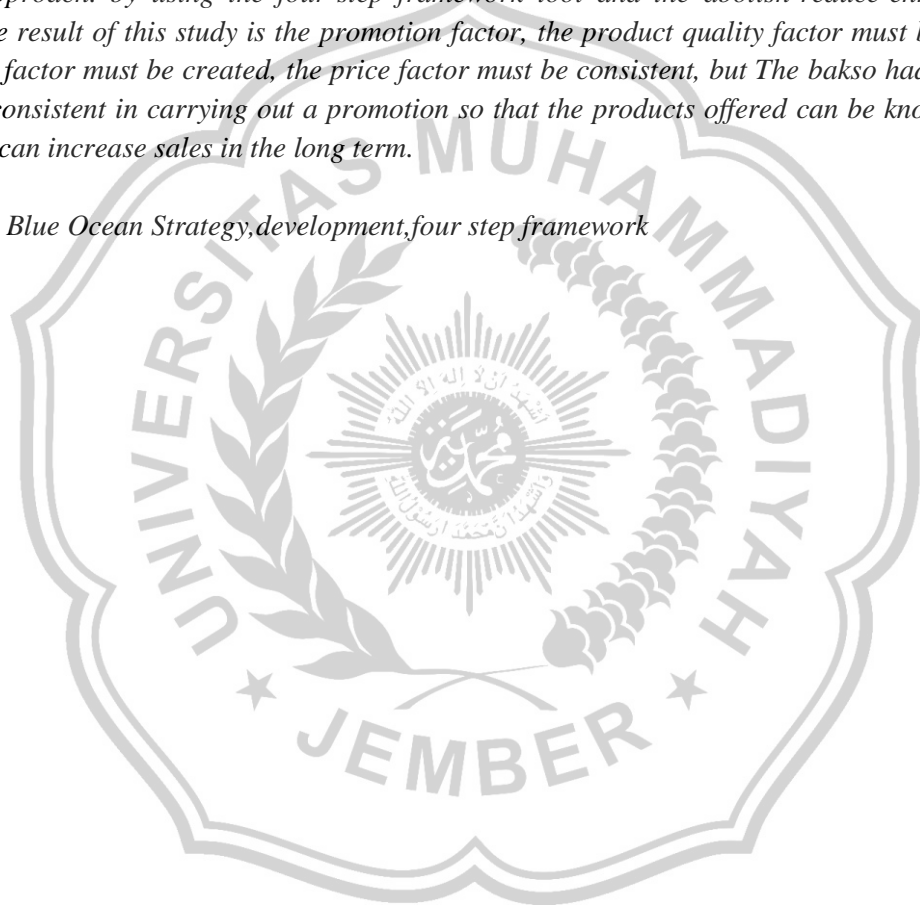 by using the four step framework tool and the abolish-reduce-
result of this study is the promotion factor, the product quality factor must
factor must be created, the price factor must be consistent, but The bakso had
consistent in carrying out a promotion so that the products offered can be
can increase sales in the long term.
Blue Ocean Strategy,development,four step framework
UNIVERSITAS MUHAMMADIYAH
JEMBER